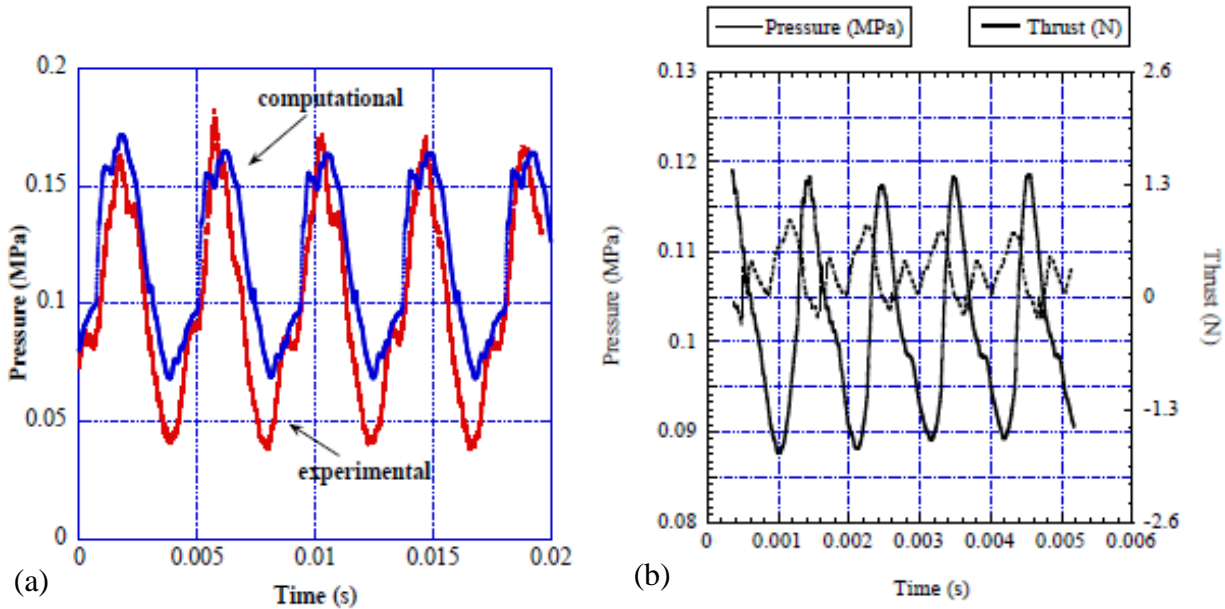 Pressure (MPa)
Thrust (N)
0.2
0.15
0.1
0.05
0
Pressure (MPa)
computational
experimental
0
0.005
0.01
0.015
0.02
Time (s)
(a)
0.13
0.12
0.11
0.1
0.09
0.08
Pressure (MPa)
2.6
1.3
0
-1.3
-2.6
Thrust (N)
0
0.001
0.002
0.003
0.004
0.005
0.006
Time (s)
(b)